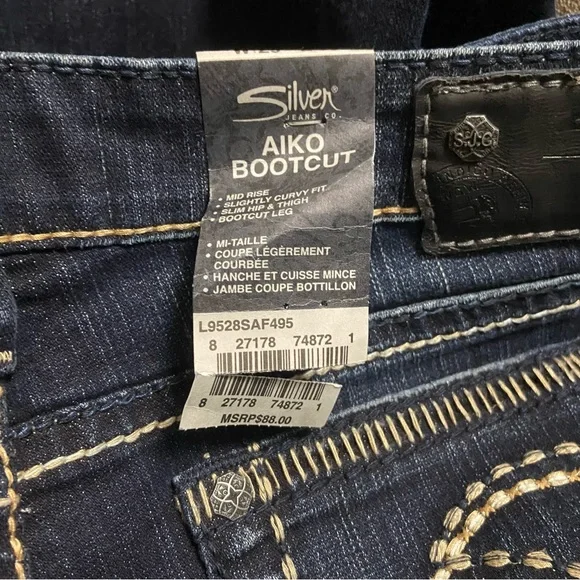 Silver®
JEANS CO.
AIKO
BOOTCUT
• MID RISE
• SLIGHTLY CURVY FIT
• SLIM HIP & THIGH
• BOOTCUT LEG
• MI-TAILLE
• COUPE LÉGÈREMENT
COURBÉE
• HANCHE ET CUISSE MINCE
• JAMBE COUPE BOTTILLON
L9528SAF495
8 27178 74872 1
8 27178 74872 1
MSRP$88.00
S.J.C